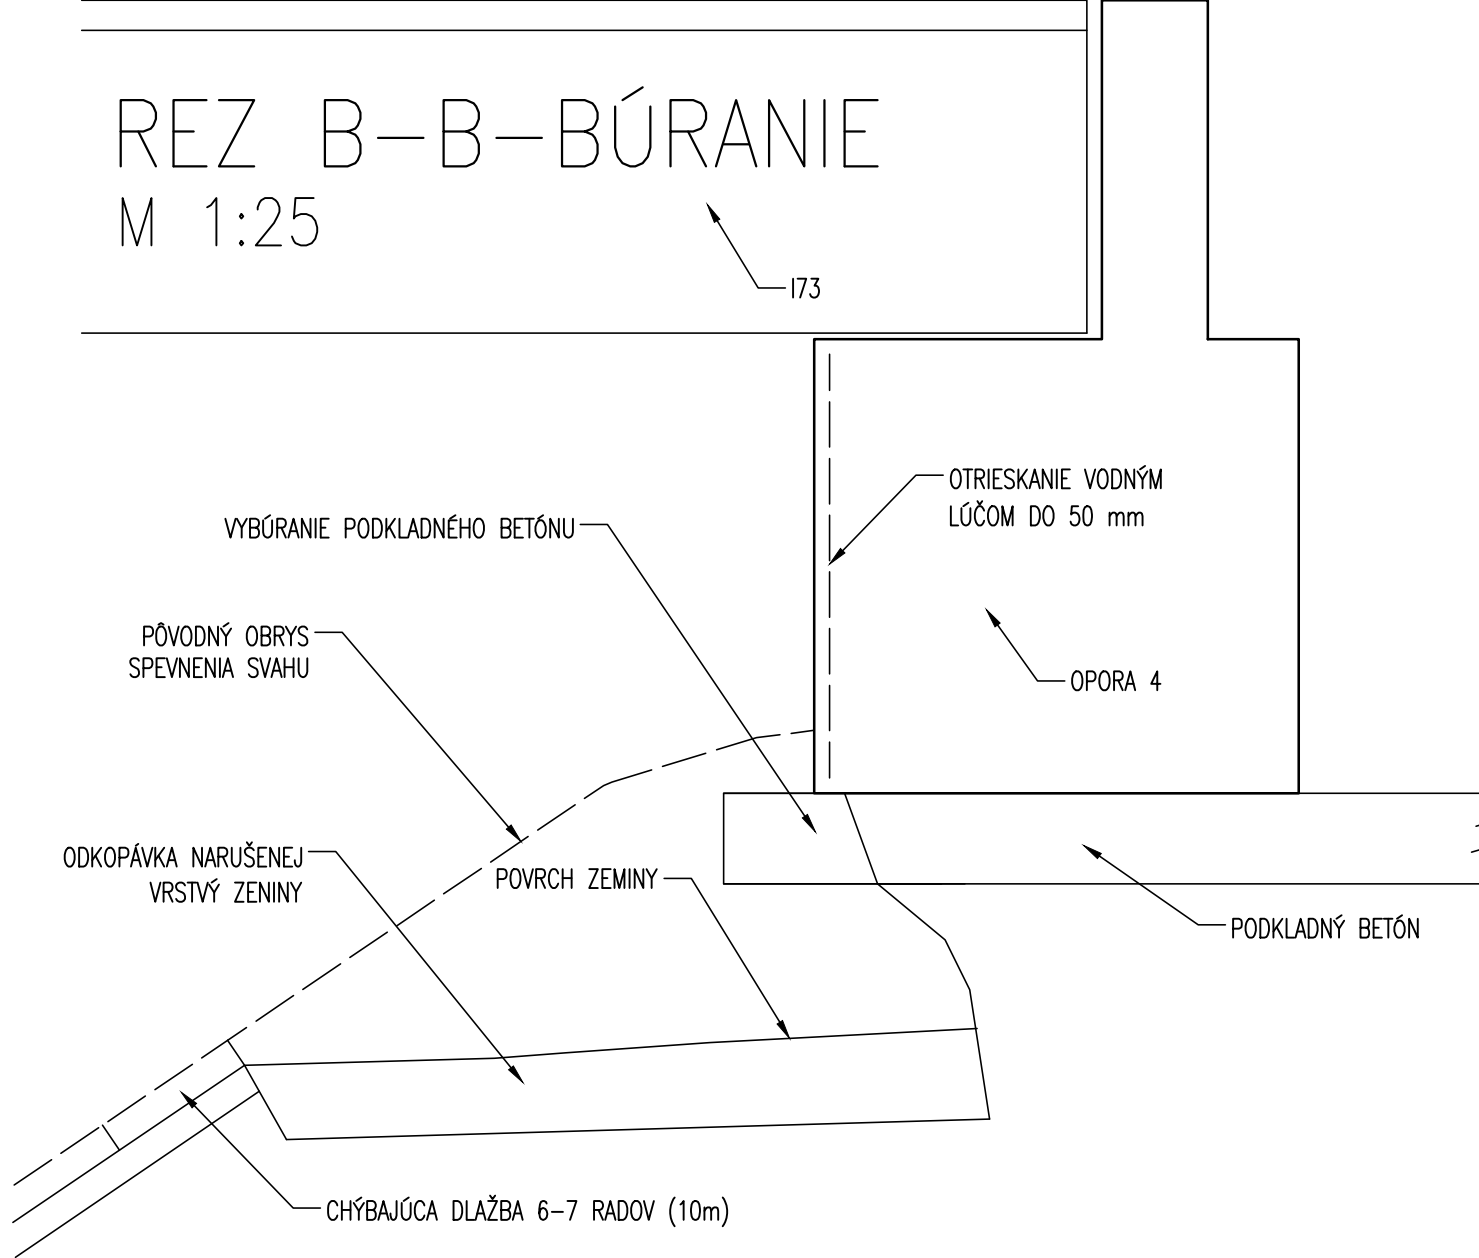 REZ B-B-BÚRANIE
M 1:25
I73
OTRIESKANIE VODNÝM
LÚČOM DO 50 mm
VYBÚRANIE PODKLADNÉHO BETÓNU
PÔVODNÝ OBRYS
SPEVNENIA SVAHU
OPORA 4
ODKOPÁVKA NARUŠENEJ
VRSTVÝ ZENINY
POVRCH ZEMINY
PODKLADNÝ BETÓN
CHÝBAJÚCA DLAŽBA 6-7 RADOV (10m)